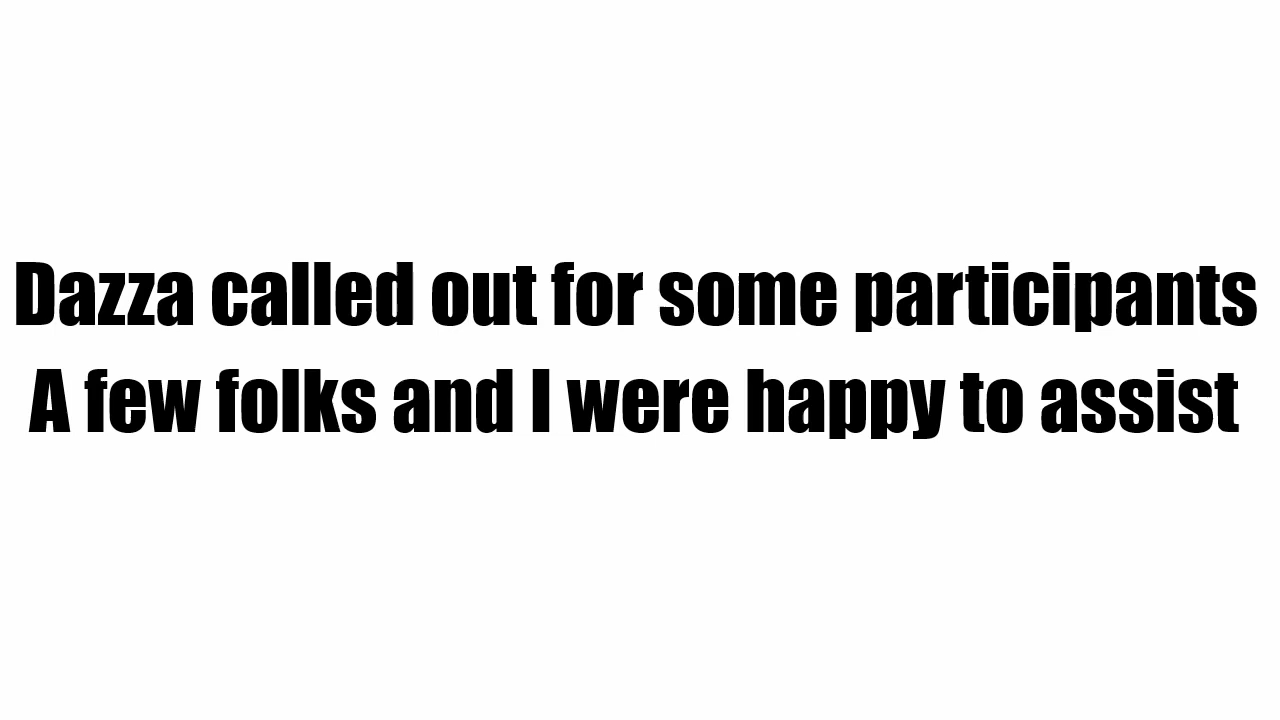 Dazza called out for some participants
A few folks and I were happy to assist